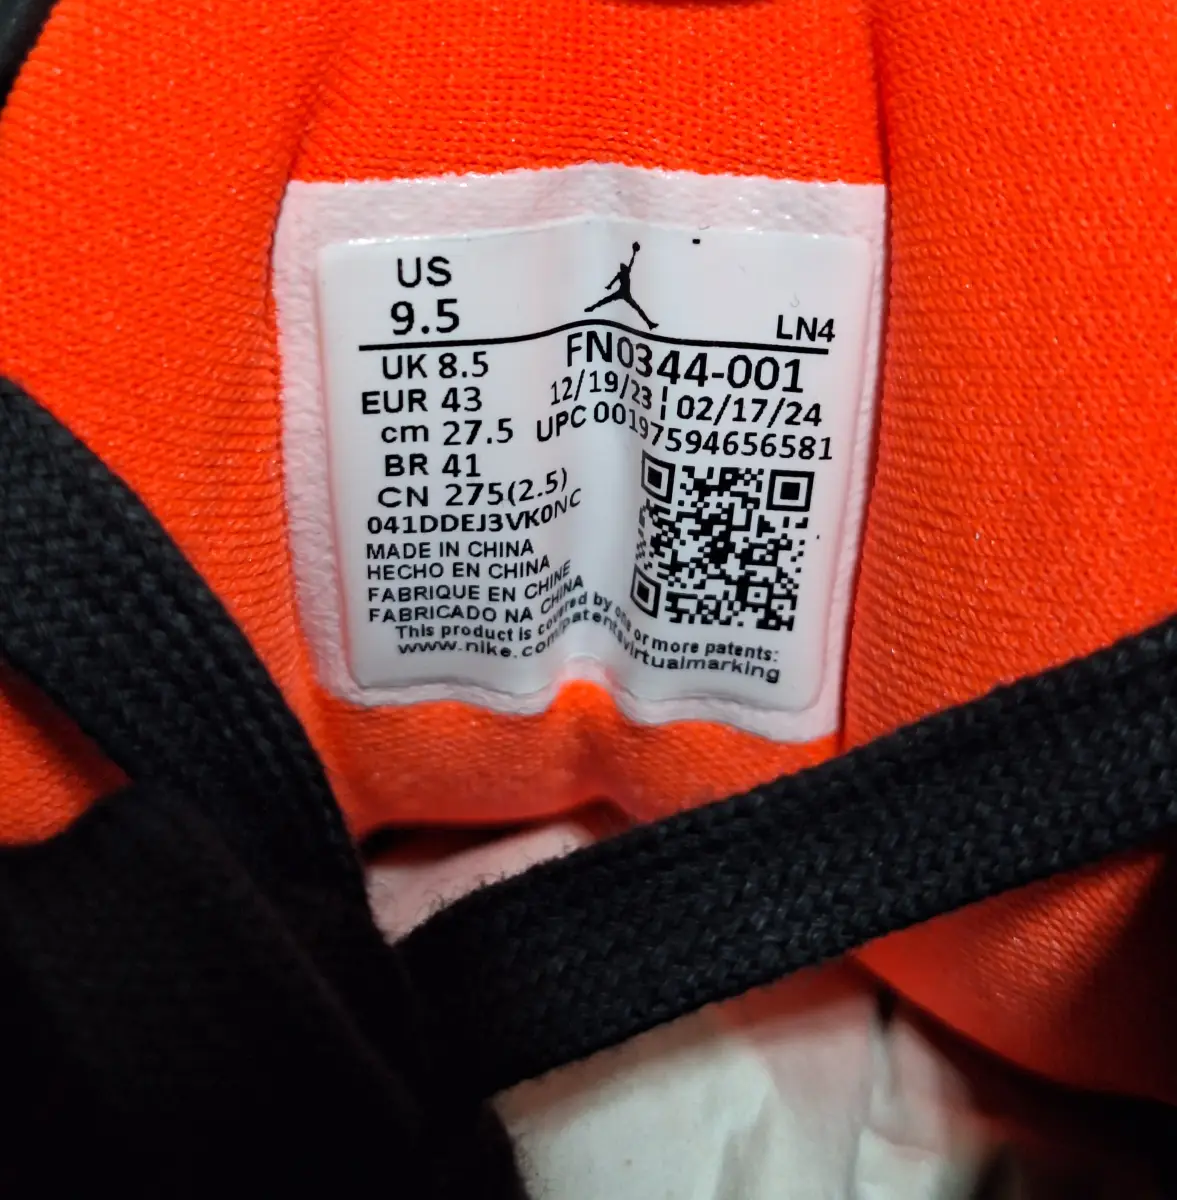 US
9.5
LN4
UK 8.5
EUR 43
cm 27.5
BR 41
CN 275(2.5)
FN0344-001
12/19/23 ¦ 02/17/24
UPC 00197594656581
041DDEJ3VK0NC
MADE IN CHINA
HECHO EN CHINA
FABRIQUE EN CHINE
FABRICADO NA CHINA
This product is covered by one or more patents:
www.nike.com/patentsvirtualmarking